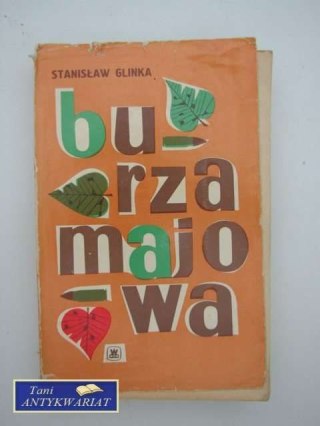 STANISŁAW GLINKA
bu
rza
majo
wa
Tani
ANTYKWARIAT